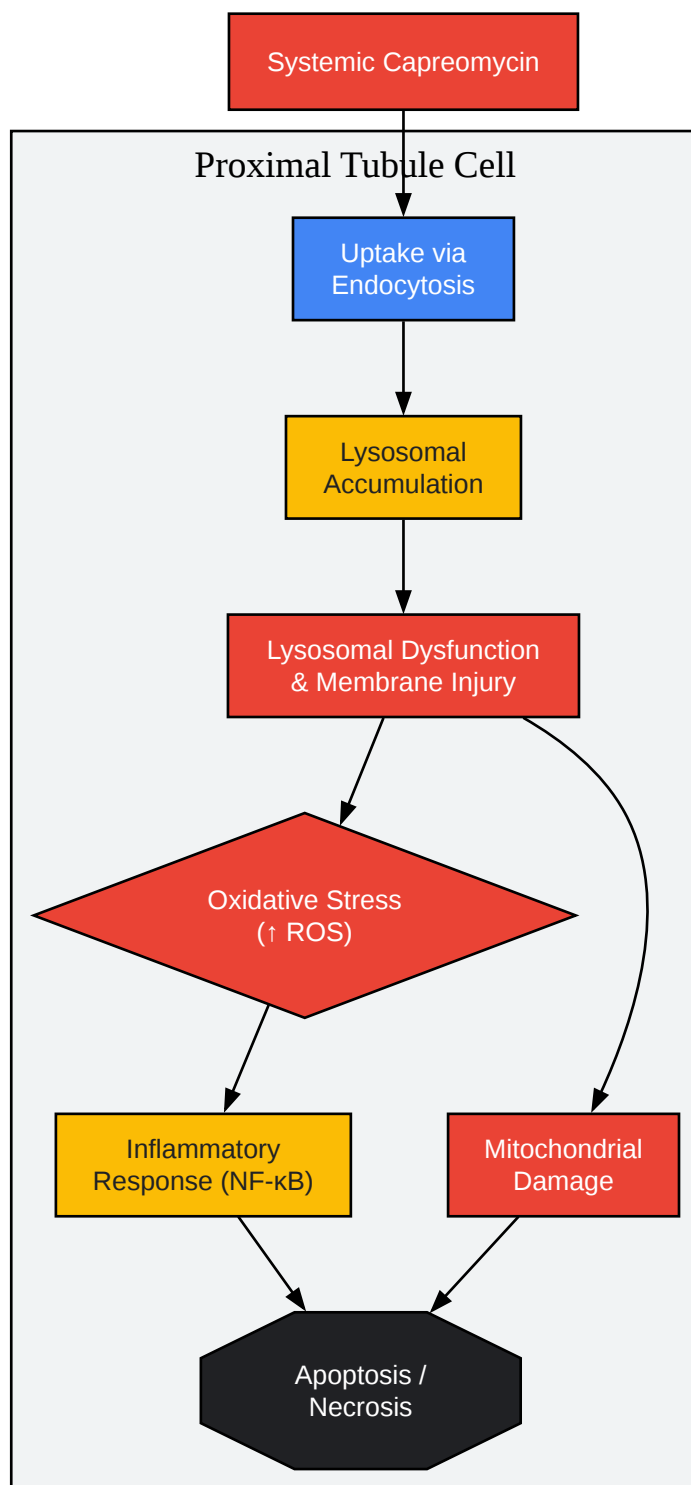 Systemic Capreomycin
Proximal Tubule Cell
Uptake via
Endocytosis
Lysosomal
Accumulation
Lysosomal Dysfunction
& Membrane Injury
Oxidative Stress
(↑ ROS)
Inflammatory
Response (NF-κB)
Mitochondrial
Damage
Apoptosis /
Necrosis